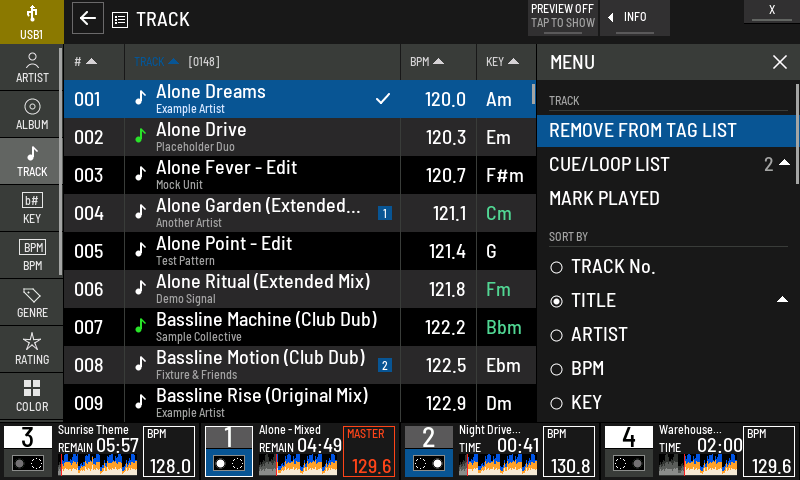 USB1
TRACK
PREVIEW OFF
TAP TO SHOW
INFO
X
ARTIST
ALBUM
TRACK
b#
KEY
BPM
BPM
GENRE
RATING
COLOR
# TRACK [0148] BPM KEY
001 Alone Dreams 120.0 Am
Example Artist
002 Alone Drive 120.3 Em
Placeholder Duo
003 Alone Fever - Edit 120.7 F#m
Mock Unit
004 Alone Garden (Extended... 1 121.1 Cm
Another Artist
005 Alone Point - Edit 121.4 G
Test Pattern
006 Alone Ritual (Extended Mix) 121.8 Fm
Demo Signal
007 Bassline Machine (Club Dub) 122.2 Bbm
Sample Collective
008 Bassline Motion (Club Dub) 2 122.5 Ebm
Fixture & Friends
009 Bassline Rise (Original Mix) 122.9 Dm
Example Artist
MENU
TRACK
REMOVE FROM TAG LIST
CUE/LOOP LIST 2
MARK PLAYED
SORT BY
TRACK No.
TITLE
ARTIST
BPM
KEY
3 Sunrise Theme BPM
REMAIN 05:57
128.0
1 Alone - Mixed MASTER
REMAIN 04:49
129.6
2 Night Drive... BPM
TIME 00:41
130.8
4 Warehouse... BPM
TIME 02:00
129.6